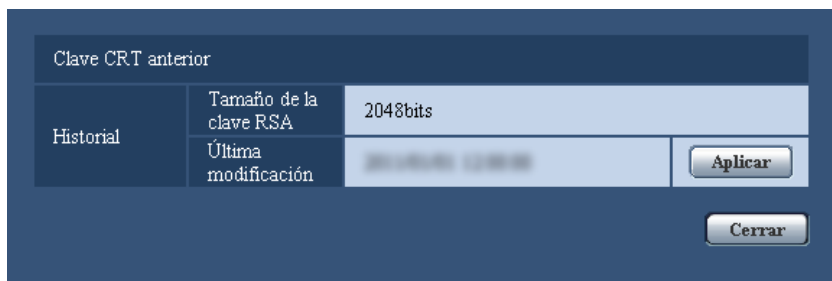 Clave CRT anterior
Historial
Tamaño de la
clave RSA
2048bits
Última
modificación
Aplicar
Cerrar